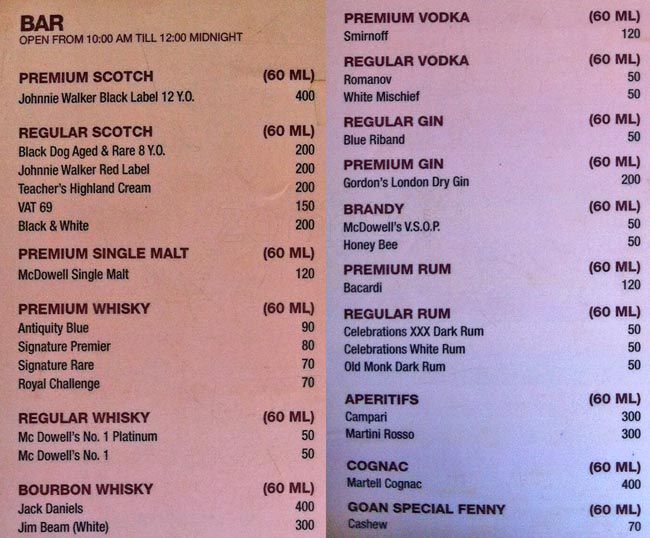 BAR
OPEN FROM 10:00 AM TILL 12:00 MIDNIGHT
PREMIUM SCOTCH (60 ML)
Johnnie Walker Black Label 12 Y.O. 400
REGULAR SCOTCH (60 ML)
Black Dog Aged & Rare 8 Y.O. 200
Johnnie Walker Red Label 200
Teacher's Highland Cream 200
VAT 69 150
Black & White 200
PREMIUM SINGLE MALT (60 ML)
McDowell Single Malt 120
PREMIUM WHISKY (60 ML)
Antiquity Blue 90
Signature Premier 80
Signature Rare 70
Royal Challenge 70
REGULAR WHISKY (60 ML)
Mc Dowell's No. 1 Platinum 50
Mc Dowell's No. 1 50
BOURBON WHISKY (60 ML)
Jack Daniels 400
Jim Beam (White) 300
PREMIUM VODKA (60 ML)
Smirnoff 120
REGULAR VODKA (60 ML)
Romanov 50
White Mischief 50
REGULAR GIN (60 ML)
Blue Riband 50
PREMIUM GIN (60 ML)
Gordon's London Dry Gin 200
BRANDY (60 ML)
McDowell's V.S.O.P. 50
Honey Bee 50
PREMIUM RUM (60 ML)
Bacardi 120
REGULAR RUM (60 ML)
Celebrations XXX Dark Rum 50
Celebrations White Rum 50
Old Monk Dark Rum 50
APERITIFS (60 ML)
Campari 300
Martini Rosso 300
COGNAC (60 ML)
Martell Cognac 400
GOAN SPECIAL FENNY (60 ML)
Cashew 70